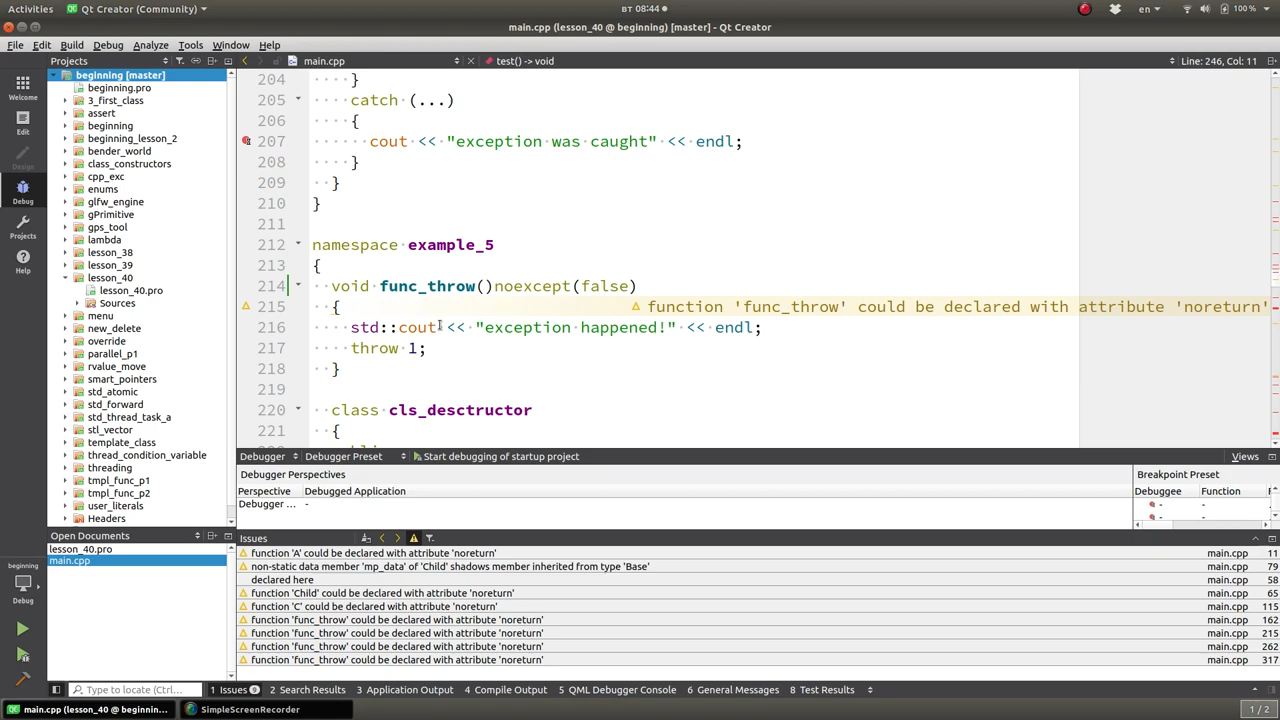 Activities Qt Creator (Community) ВТ 08:44 en 100 %
main.cpp (lesson_40 @ beginning) [master] - Qt Creator
File Edit Build Debug Analyze Tools Window Help
Projects main.cpp test() -> void Line: 246, Col: 11
beginning [master]
beginning.pro
3_first_class
assert
beginning
beginning_lesson_2
bender_world
class_constructors
cpp_exc
enums
glfw_engine
gPrimitive
gps_tool
lambda
lesson_38
lesson_39
lesson_40
lesson_40.pro
Sources
menu
new_delete
override
parallel_p1
rvalue_move
smart_pointers
std_atomic
std_forward
std_thread_task_a
stl_vector
template_class
thread_condition_variable
threading
tmpl_func_p1
tmpl_func_p2
user_literals
Headers
Welcome
Edit
Design
Debug
Projects
Help
204 }
205 catch (...)
206 {
207 cout << "exception was caught" << endl;
208 }
209 }
210 }
211
212 namespace example_5
213 {
214 void func_throw()noexcept(false)
215 { function 'func_throw' could be declared with attribute 'noreturn'
216 std::cout << "exception happened!" << endl;
217 throw 1;
218 }
219
220 class cls_desctructor
221 {
Debugger Debugger Preset Start debugging of startup project Views
Debugger Perspectives Breakpoint Preset
Perspective Debugged Application Debuggee Function
Debugger ... -
Open Documents
lesson_40.pro
main.cpp
Issues
function 'A' could be declared with attribute 'noreturn' main.cpp 11
non-static data member 'mp_data' of 'Child' shadows member inherited from type 'Base' main.cpp 79
declared here main.cpp 58
function 'Child' could be declared with attribute 'noreturn' main.cpp 65
function 'C' could be declared with attribute 'noreturn' main.cpp 115
function 'func_throw' could be declared with attribute 'noreturn' main.cpp 162
function 'func_throw' could be declared with attribute 'noreturn' main.cpp 215
function 'func_throw' could be declared with attribute 'noreturn' main.cpp 262
function 'func_throw' could be declared with attribute 'noreturn' main.cpp 317
beginning
Debug
Type to locate (Ctrl+... 1 Issues 9 2 Search Results 3 Application Output 4 Compile Output 5 QML Debugger Console 6 General Messages 8 Test Results
main.cpp (lesson_40 @ beginnin... SimpleScreenRecorder 1 / 2